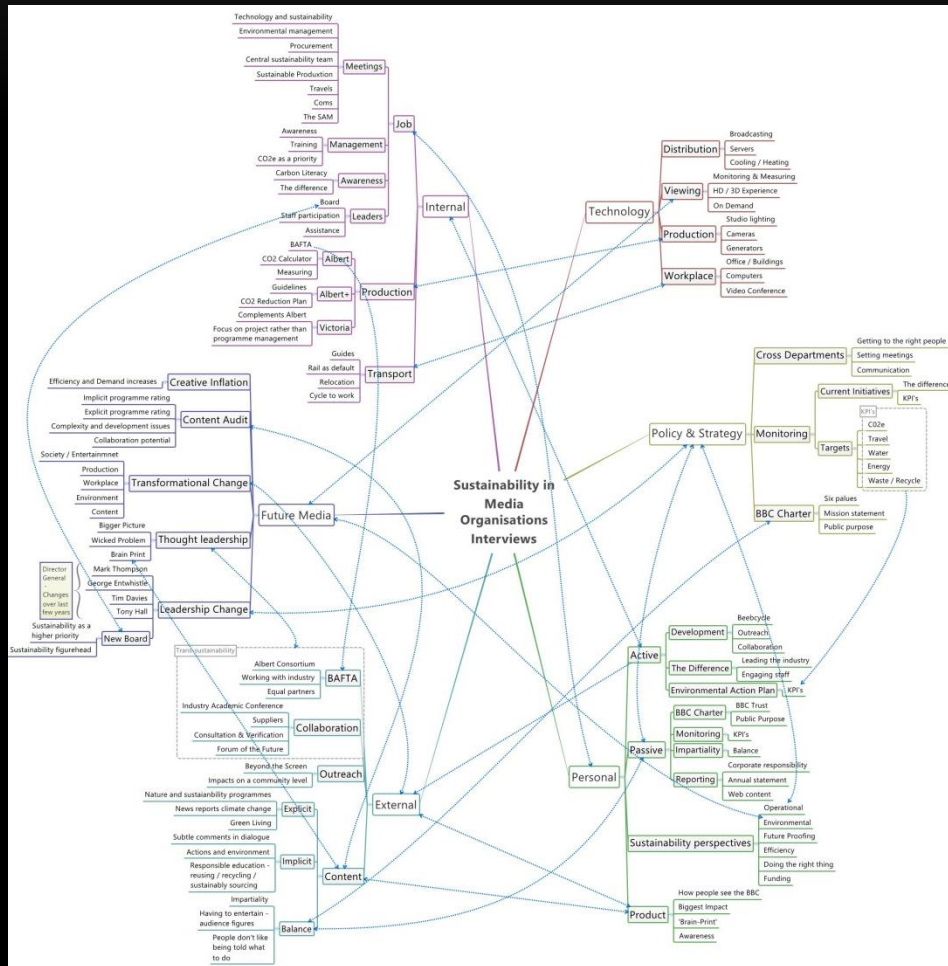 Sustainability in
Media
Organisations
Interviews
Internal
Job
Meetings
Technology and sustainability
Environmental management
Procurement
Central sustainability team
Sustainable Produxtion
Travels
Coms
The SAM
Management
Awareness
Training
CO2e as a priority
Awareness
Carbon Literacy
The difference
Leaders
Board
Staff participation
Assistance
Production
Albert
BAFTA
CO2 Calculator
Measuring
Albert+
Guidelines
CO2 Reduction Plan
Victoria
Complements Albert
Focus on project rather than
programme management
Transport
Guides
Rail as default
Relocation
Cycle to work
Technology
Distribution
Broadcasting
Servers
Cooling / Heating
Viewing
Monitoring & Measuring
HD / 3D Experience
On Demand
Production
Studio lighting
Cameras
Generators
Workplace
Office / Buildings
Computers
Video Conference
Policy & Strategy
Cross Departments
Getting to the right people
Setting meetings
Communication
Monitoring
Current Initiatives
The difference
KPI's
Targets
KPI's
C02e
Travel
Water
Energy
Waste / Recycle
BBC Charter
Six palues
Mission statement
Public purpose
Future Media
Creative Inflation
Efficiency and Demand increases
Content Audit
Implicit programme rating
Explicit programme rating
Complexity and development issues
Collaboration potential
Transformational Change
Society / Entertainmnet
Production
Workplace
Environment
Content
Thought leadership
Bigger Picture
Wicked Problem
Brain Print
Leadership Change
Director
General
-
Changes
over last
few years
Mark Thompson
George Entwhistle
Tim Davies
Tony Hall
New Board
Sustainability as a
higher priority
Sustainability figurehead
External
Trans-sustainability
BAFTA
Albert Consortium
Working with industry
Equal partners
Collaboration
Industry Academic Conference
Suppliers
Consultation & Verification
Forum of the Future
Outreach
Beyond the Screen
Impacts on a community level
Content
Explicit
Nature and sustaianbility programmes
News reports climate change
Green Living
Implicit
Subtle comments in dialogue
Actions and environment
Responsible education -
reusing / recycling /
sustainably sourcing
Balance
Impartiality
Having to entertain -
audience figures
People don't like
being told what
to do
Personal
Active
Development
Beebcycle
Outreach
Collaboration
The Difference
Leading the industry
Engaging staff
Environmental Action Plan
KPI's
Passive
BBC Charter
BBC Trust
Public Purpose
Monitoring
KPI's
Impartiality
Balance
Reporting
Corporate responsibility
Annual statement
Web content
Sustainability perspectives
Operational
Environmental
Future Proofing
Efficiency
Doing the right thing
Funding
Product
How people see the BBC
Biggest Impact
'Brain-Print'
Awareness